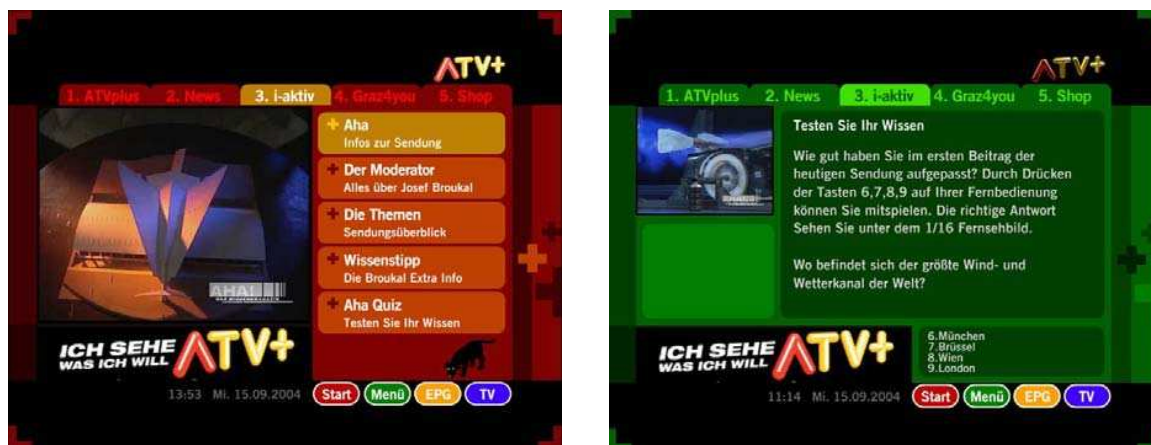 ATV+
1. ATVplus 2. News 3. i-aktiv 4. Graz4you 5. Shop
+ Aha
Infos zur Sendung
+ Der Moderator
Alles über Josef Broukal
+ Die Themen
Sendungsüberblick
+ Wissenstipp
Die Broukal Extra Info
+ Aha Quiz
Testen Sie Ihr Wissen
AHA!
ICH SEHE
WAS ICH WILL
ATV+
13:53 Mi. 15.09.2004 Start Menü EPG TV
ATV+
1. ATVplus 2. News 3. i-aktiv 4. Graz4you 5. Shop
Testen Sie Ihr Wissen
Wie gut haben Sie im ersten Beitrag der
heutigen Sendung aufgepasst? Durch Drücken
der Tasten 6,7,8,9 auf Ihrer Fernbedienung
können Sie mitspielen. Die richtige Antwort
Sehen Sie unter dem 1/16 Fernsehbild.
Wo befindet sich der größte Wind- und
Wetterkanal der Welt?
ICH SEHE
WAS ICH WILL
ATV+
6.München
7.Brüssel
8.Wien
9.London
11:14 Mi. 15.09.2004 Start Menü EPG TV